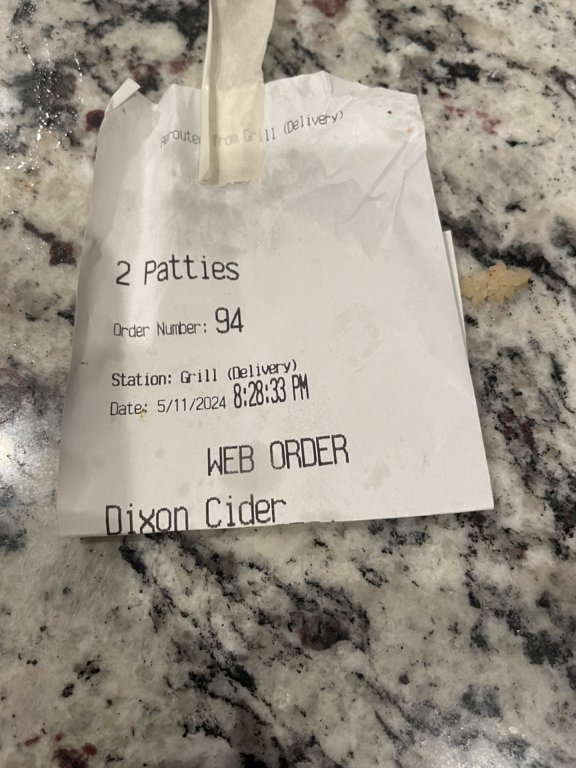 Rerouted from Grill (Delivery)
2 Patties
Order Number: 94
Station: Grill (Delivery)
Date: 5/11/2024 8:28:33 PM
WEB ORDER
Dixon Cider